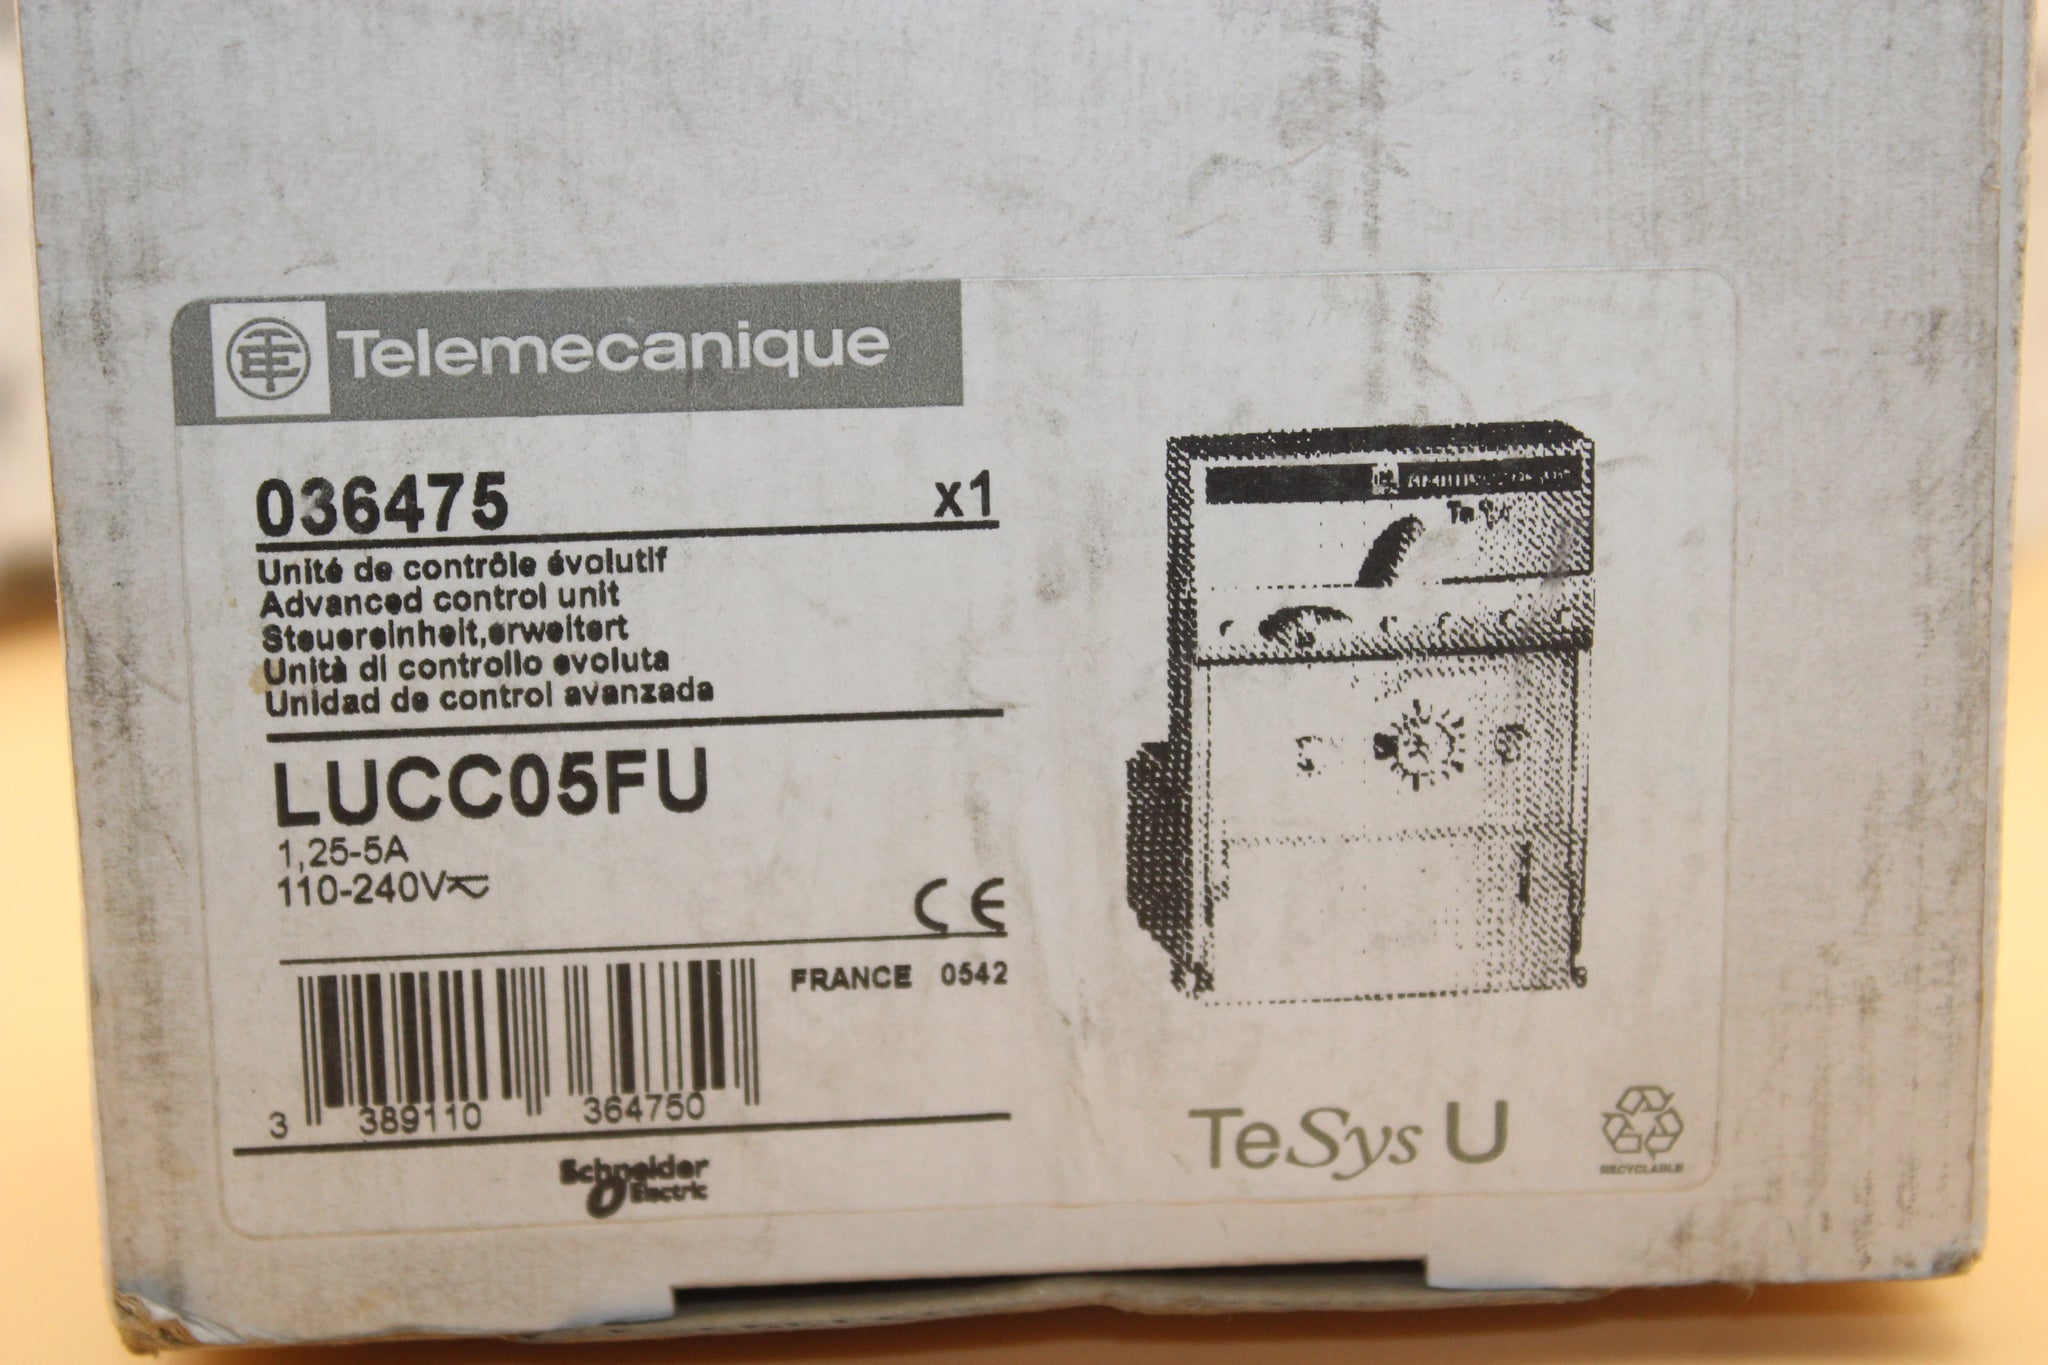 Telemecanique
036475 x1
Unité de contrôle évolutif
Advanced control unit
Steuereinheit,erweitert
Unità di controllo evoluta
Unidad de control avanzada
LUCC05FU
1,25-5A
110-240V
CE
FRANCE 0542
3 389110 364750
Schneider
Electric
TeSys U
RECYCLABLE